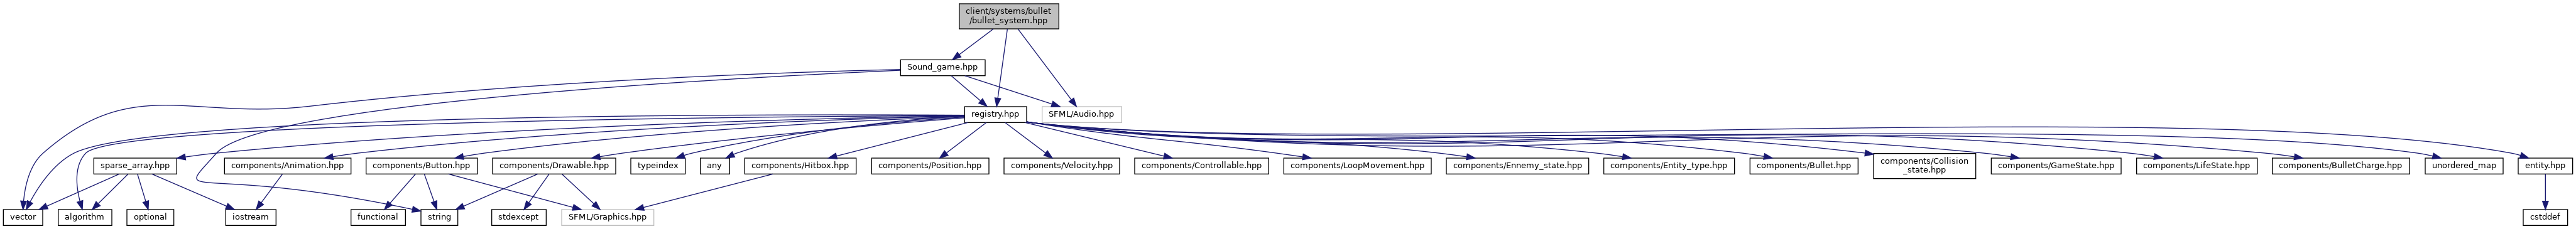 client/systems/bullet
/bullet_system.hpp
Sound_game.hpp
registry.hpp
SFML/Audio.hpp
sparse_array.hpp
components/Animation.hpp
components/Button.hpp
components/Drawable.hpp
typeindex
any
components/Hitbox.hpp
components/Position.hpp
components/Velocity.hpp
components/Controllable.hpp
components/LoopMovement.hpp
components/Ennemy_state.hpp
components/Entity_type.hpp
components/Bullet.hpp
components/Collision
_state.hpp
components/GameState.hpp
components/LifeState.hpp
components/BulletCharge.hpp
unordered_map
entity.hpp
vector
algorithm
optional
iostream
functional
string
stdexcept
SFML/Graphics.hpp
cstddef